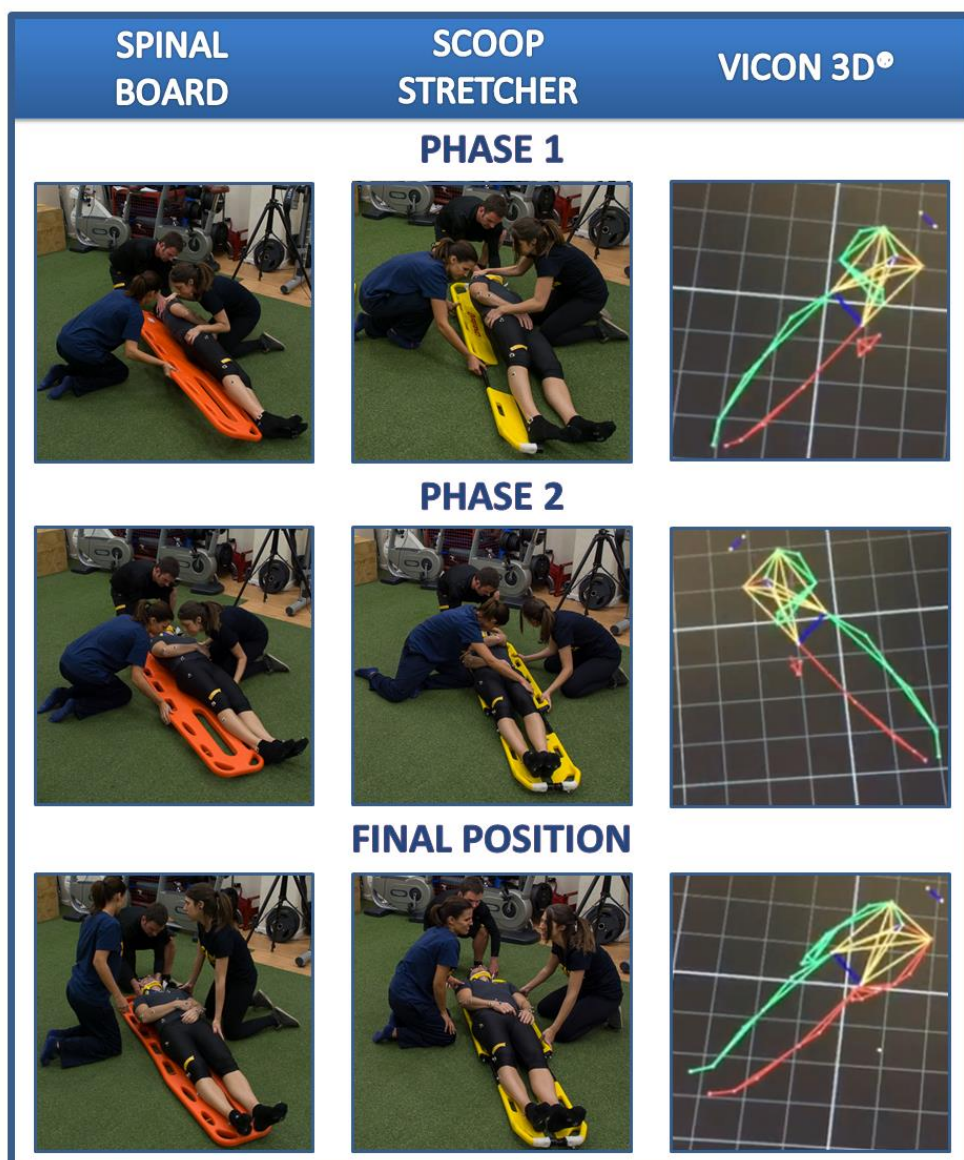 SPINAL
BOARD
SCOOP
STRETCHER
VICON 3D®
PHASE 1
PHASE 2
FINAL POSITION